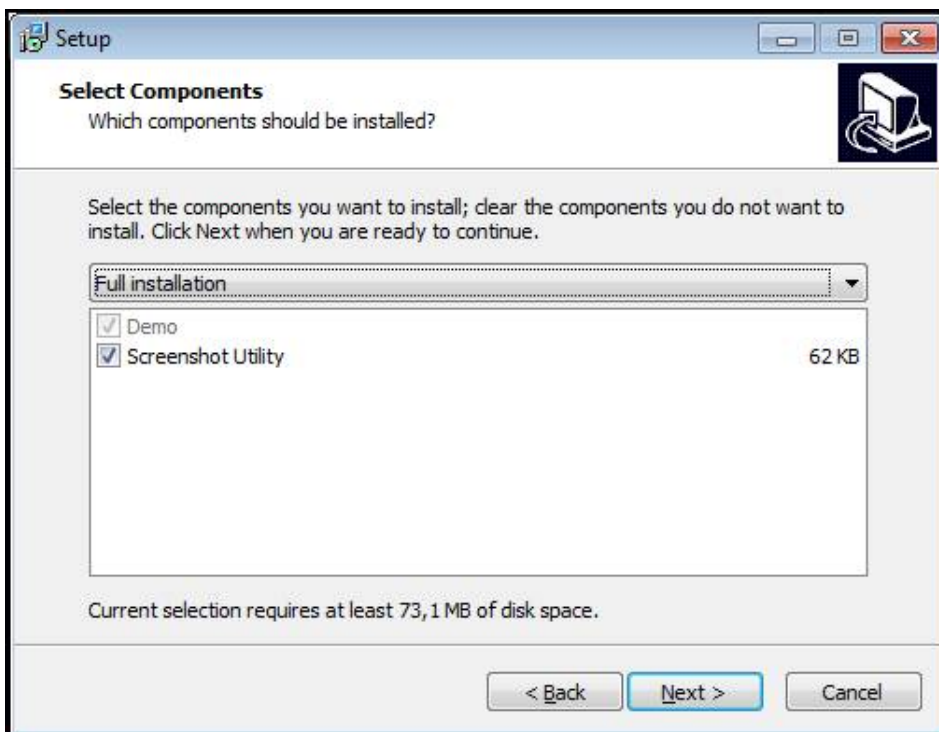 Setup
Select Components
Which components should be installed?
Select the components you want to install; clear the components you do not want to
install. Click Next when you are ready to continue.
Full installation
Demo
Screenshot Utility 62 KB
Current selection requires at least 73,1 MB of disk space.
< Back Next > Cancel